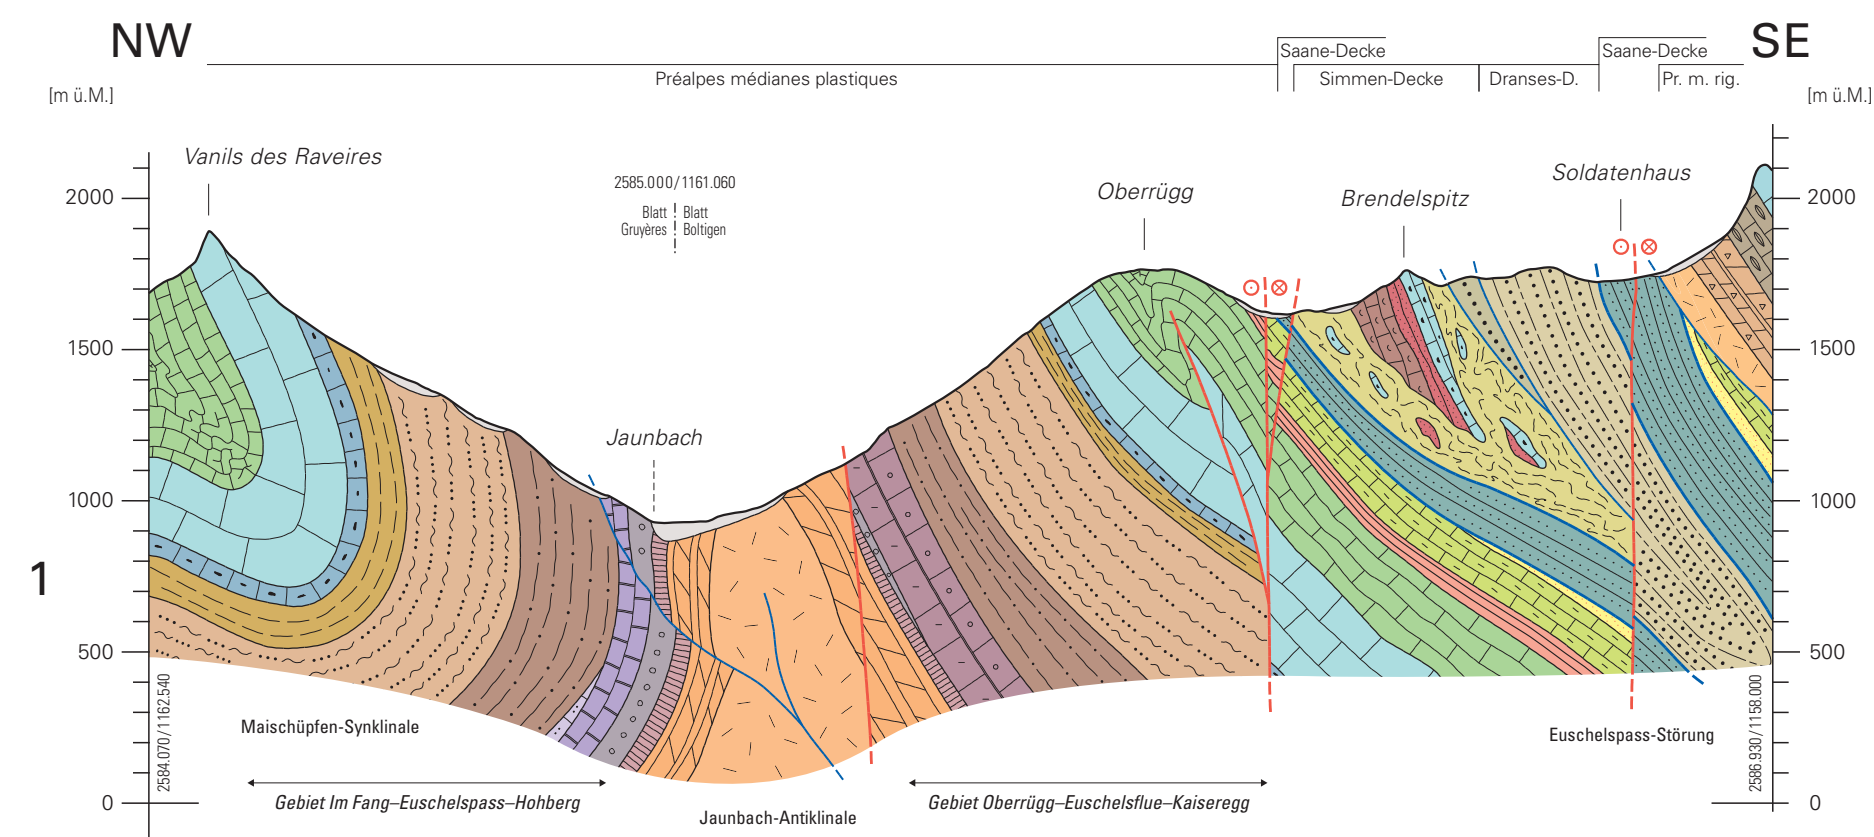 NW
SE
Saane-Decke
Saane-Decke
Préalpes médianes plastiques
Simmen-Decke
Dranses-D.
Pr. m. rig.
[m ü.M.]
[m ü.M.]
Vanils des Raveires
2585.000/1161.060
Blatt
Blatt
Gruyères
Boltigen
Oberrügg
Brendelspitz
Soldatenhaus
2000
2000
1500
1500
Jaunbach
1000
1000
1
500
500
2584.070/1162.540
2586.930/1158.000
Maischüpfen-Synklinale
Euschelspass-Störung
Gebiet Im Fang–Euschelspass–Hohberg
Gebiet Oberrügg–Euschelsflue–Kaiseregg
Jaunbach-Antiklinale
0
0